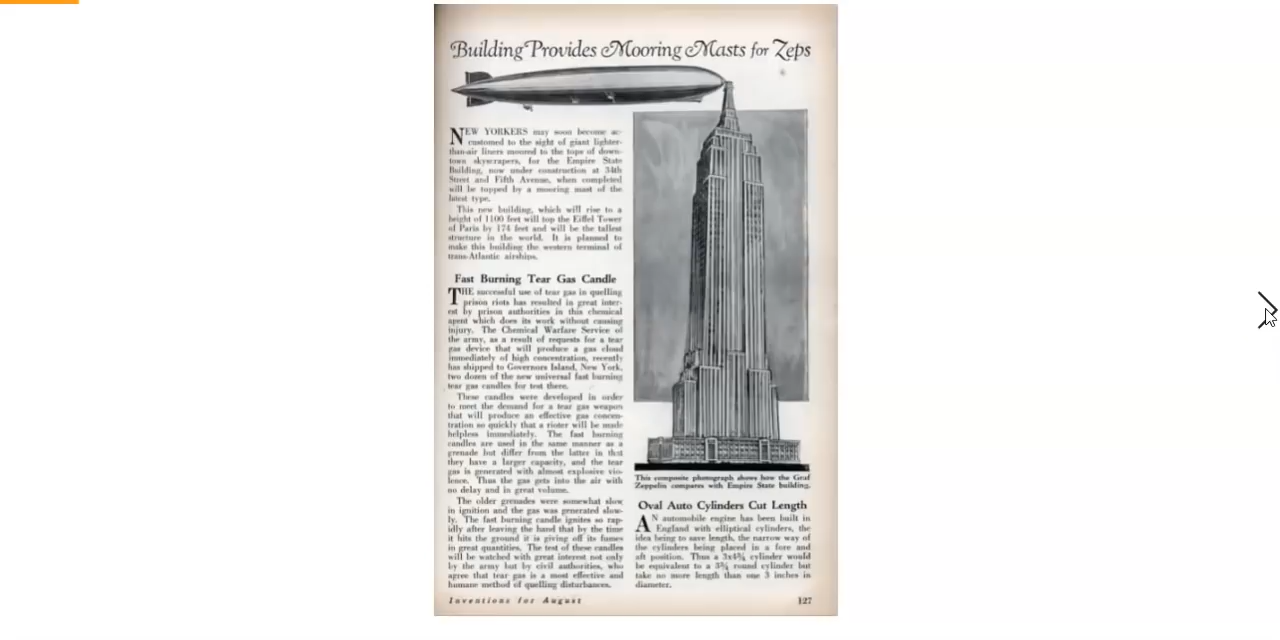 Building Provides Mooring Masts for Zeps
NEW YORKERS may soon become ac-
customed to the sight of giant lighter-
than-air liners moored to the tops of down-
town skyscrapers, for the Empire State
Building, now under construction at 34th
Street and Fifth Avenue, when completed
will be topped by a mooring mast of the
latest type.
This new building, which will rise to a
height of 1100 feet will top the Eiffel Tower
of Paris by 174 feet and will be the tallest
structure in the world. It is planned to
make this building the western terminal of
trans-Atlantic airships.
Fast Burning Tear Gas Candle
THE successful use of tear gas in quelling
prison riots has resulted in great inter-
est by prison authorities in this chemical
agent which does its work without causing
injury. The Chemical Warfare Service of
the army, as a result of requests for a tear
gas device that will produce a gas cloud
immediately of high concentration, recently
has shipped to Governors Island, New York,
two dozen of the new universal fast burning
tear gas candles for test there.
These candles were developed in order
to meet the demand for a tear gas weapon
that will produce an effective gas concen-
tration so quickly that a rioter will be made
helpless immediately. The fast burning
candles are used in the same manner as a
grenade but differ from the latter in that
they have a larger capacity, and the tear
gas is generated with almost explosive vio-
lence. Thus the gas gets into the air with
no delay and in great volume.
The older grenades were somewhat slow
in ignition and the gas was generated slow-
ly. The fast burning candle ignites so rap-
idly after leaving the hand that by the time
it hits the ground it is giving off its fumes
in great quantities. The test of these candles
will be watched with great interest not only
by the army but by civil authorities, who
agree that tear gas is a most effective and
humane method of quelling disturbances.
This composite photograph shows how the Graf
Zeppelin compares with Empire State building.
Oval Auto Cylinders Cut Length
AN automobile engine has been built in
England with elliptical cylinders, the
idea being to save length, the narrow way of
the cylinders being placed in a fore and
aft position. Thus a 3x4¾ cylinder would
be equivalent to a 3¾ round cylinder but
take no more length than one 3 inches in
diameter.
Inventions for August
127